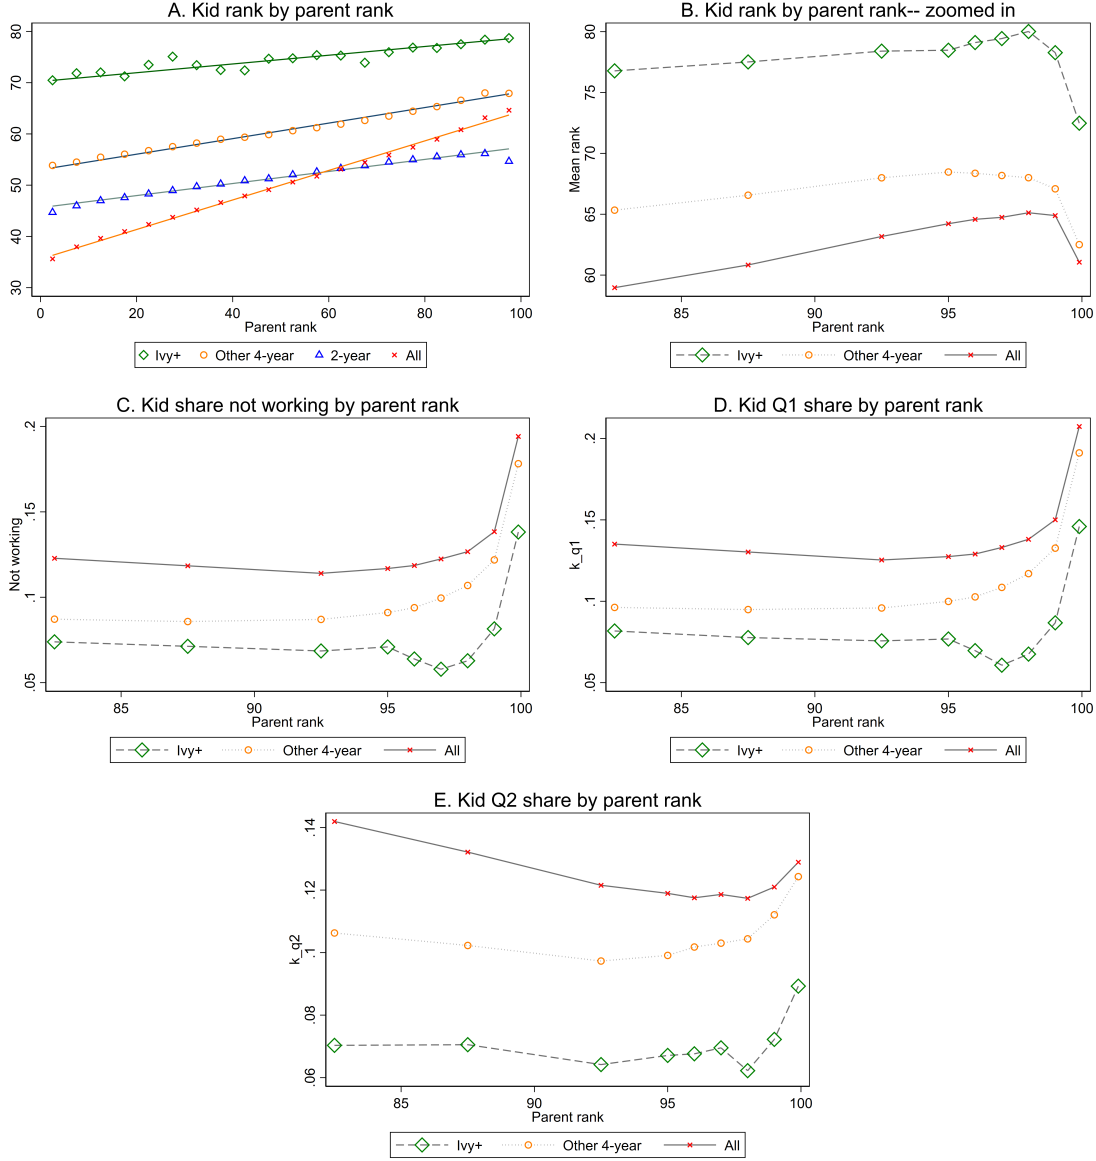 A. Kid rank by parent rank
80
70
60
50
40
30
0 20 40 60 80 100
Parent rank
Ivy+ Other 4-year 2-year All
B. Kid rank by parent rank-- zoomed in
Mean rank
80
75
70
65
60
85 90 95 100
Parent rank
Ivy+ Other 4-year All
C. Kid share not working by parent rank
Not working
.2
.15
.1
.05
85 90 95 100
Parent rank
Ivy+ Other 4-year All
D. Kid Q1 share by parent rank
k_q1
.2
.15
.1
.05
85 90 95 100
Parent rank
Ivy+ Other 4-year All
E. Kid Q2 share by parent rank
k_q2
.14
.12
.1
.08
.06
85 90 95 100
Parent rank
Ivy+ Other 4-year All